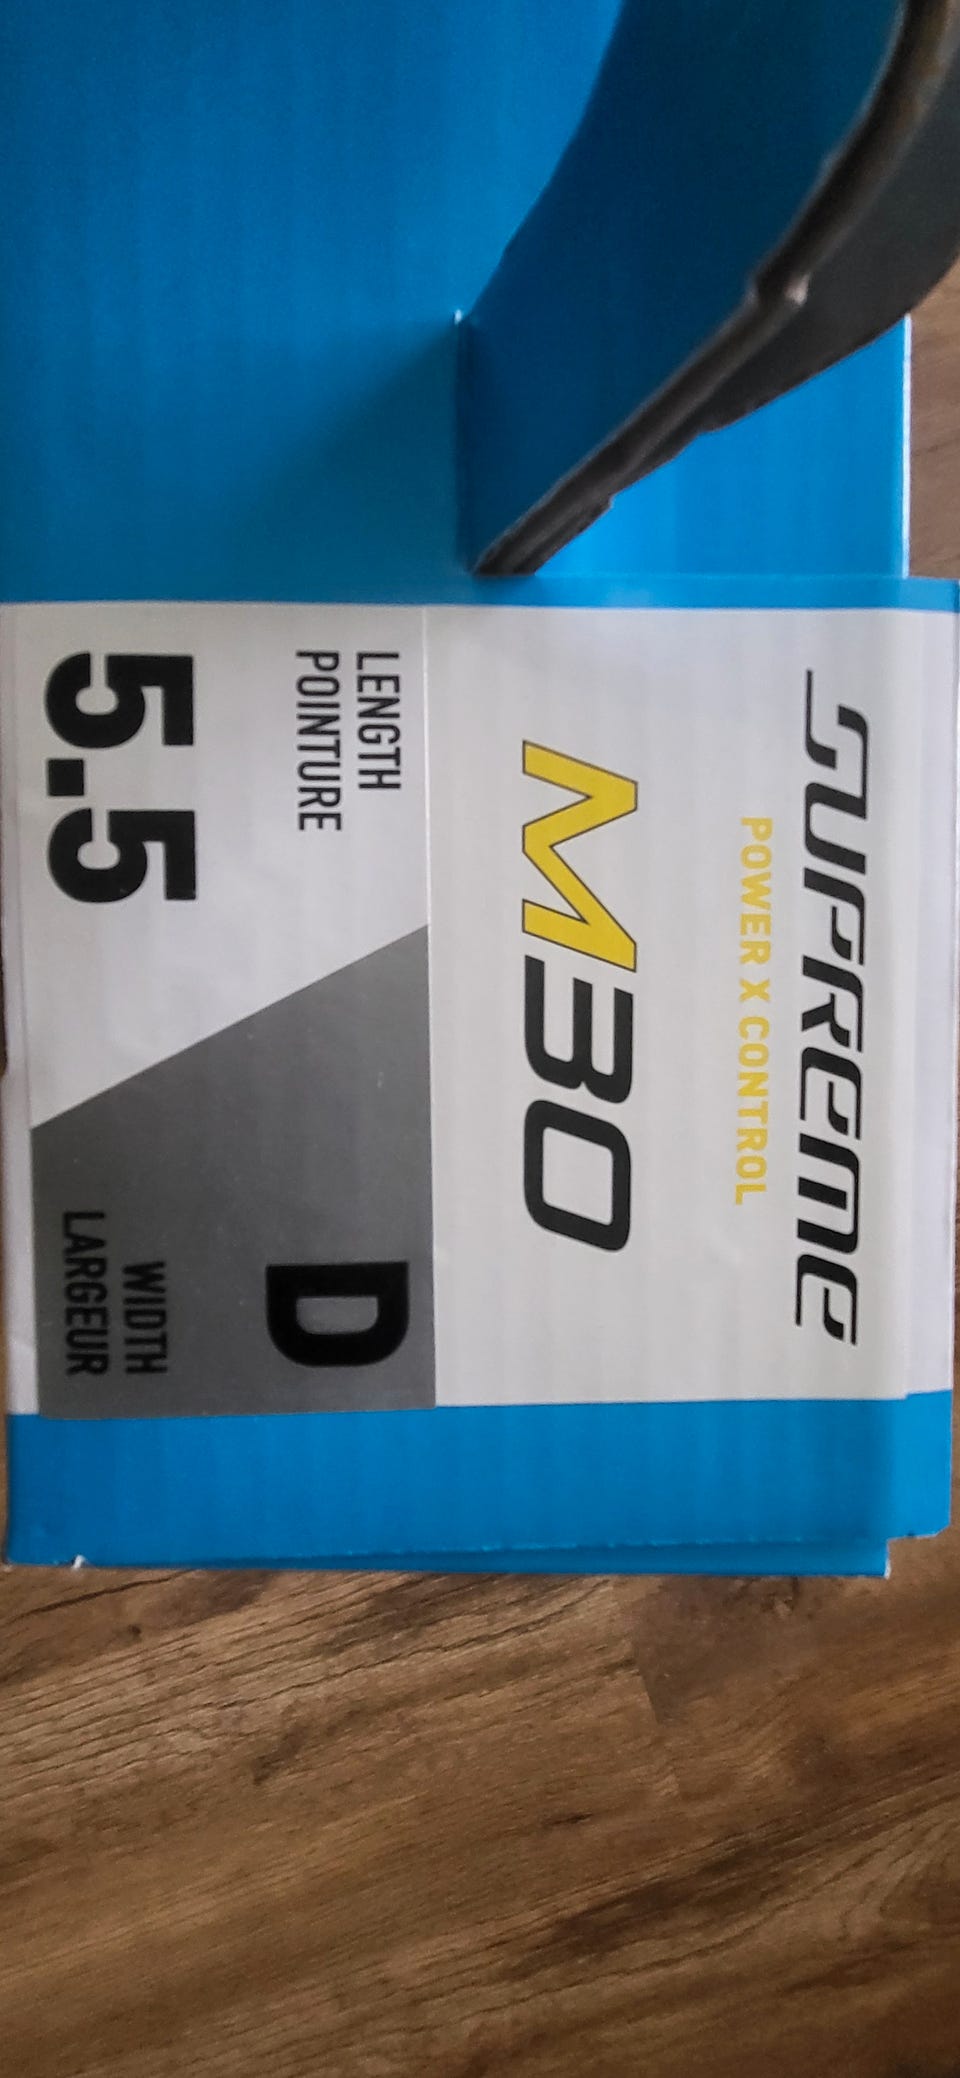 SUPREME
POWER X CONTROL
M30
LENGTH
POINTURE
5.5
D
WIDTH
LARGEUR